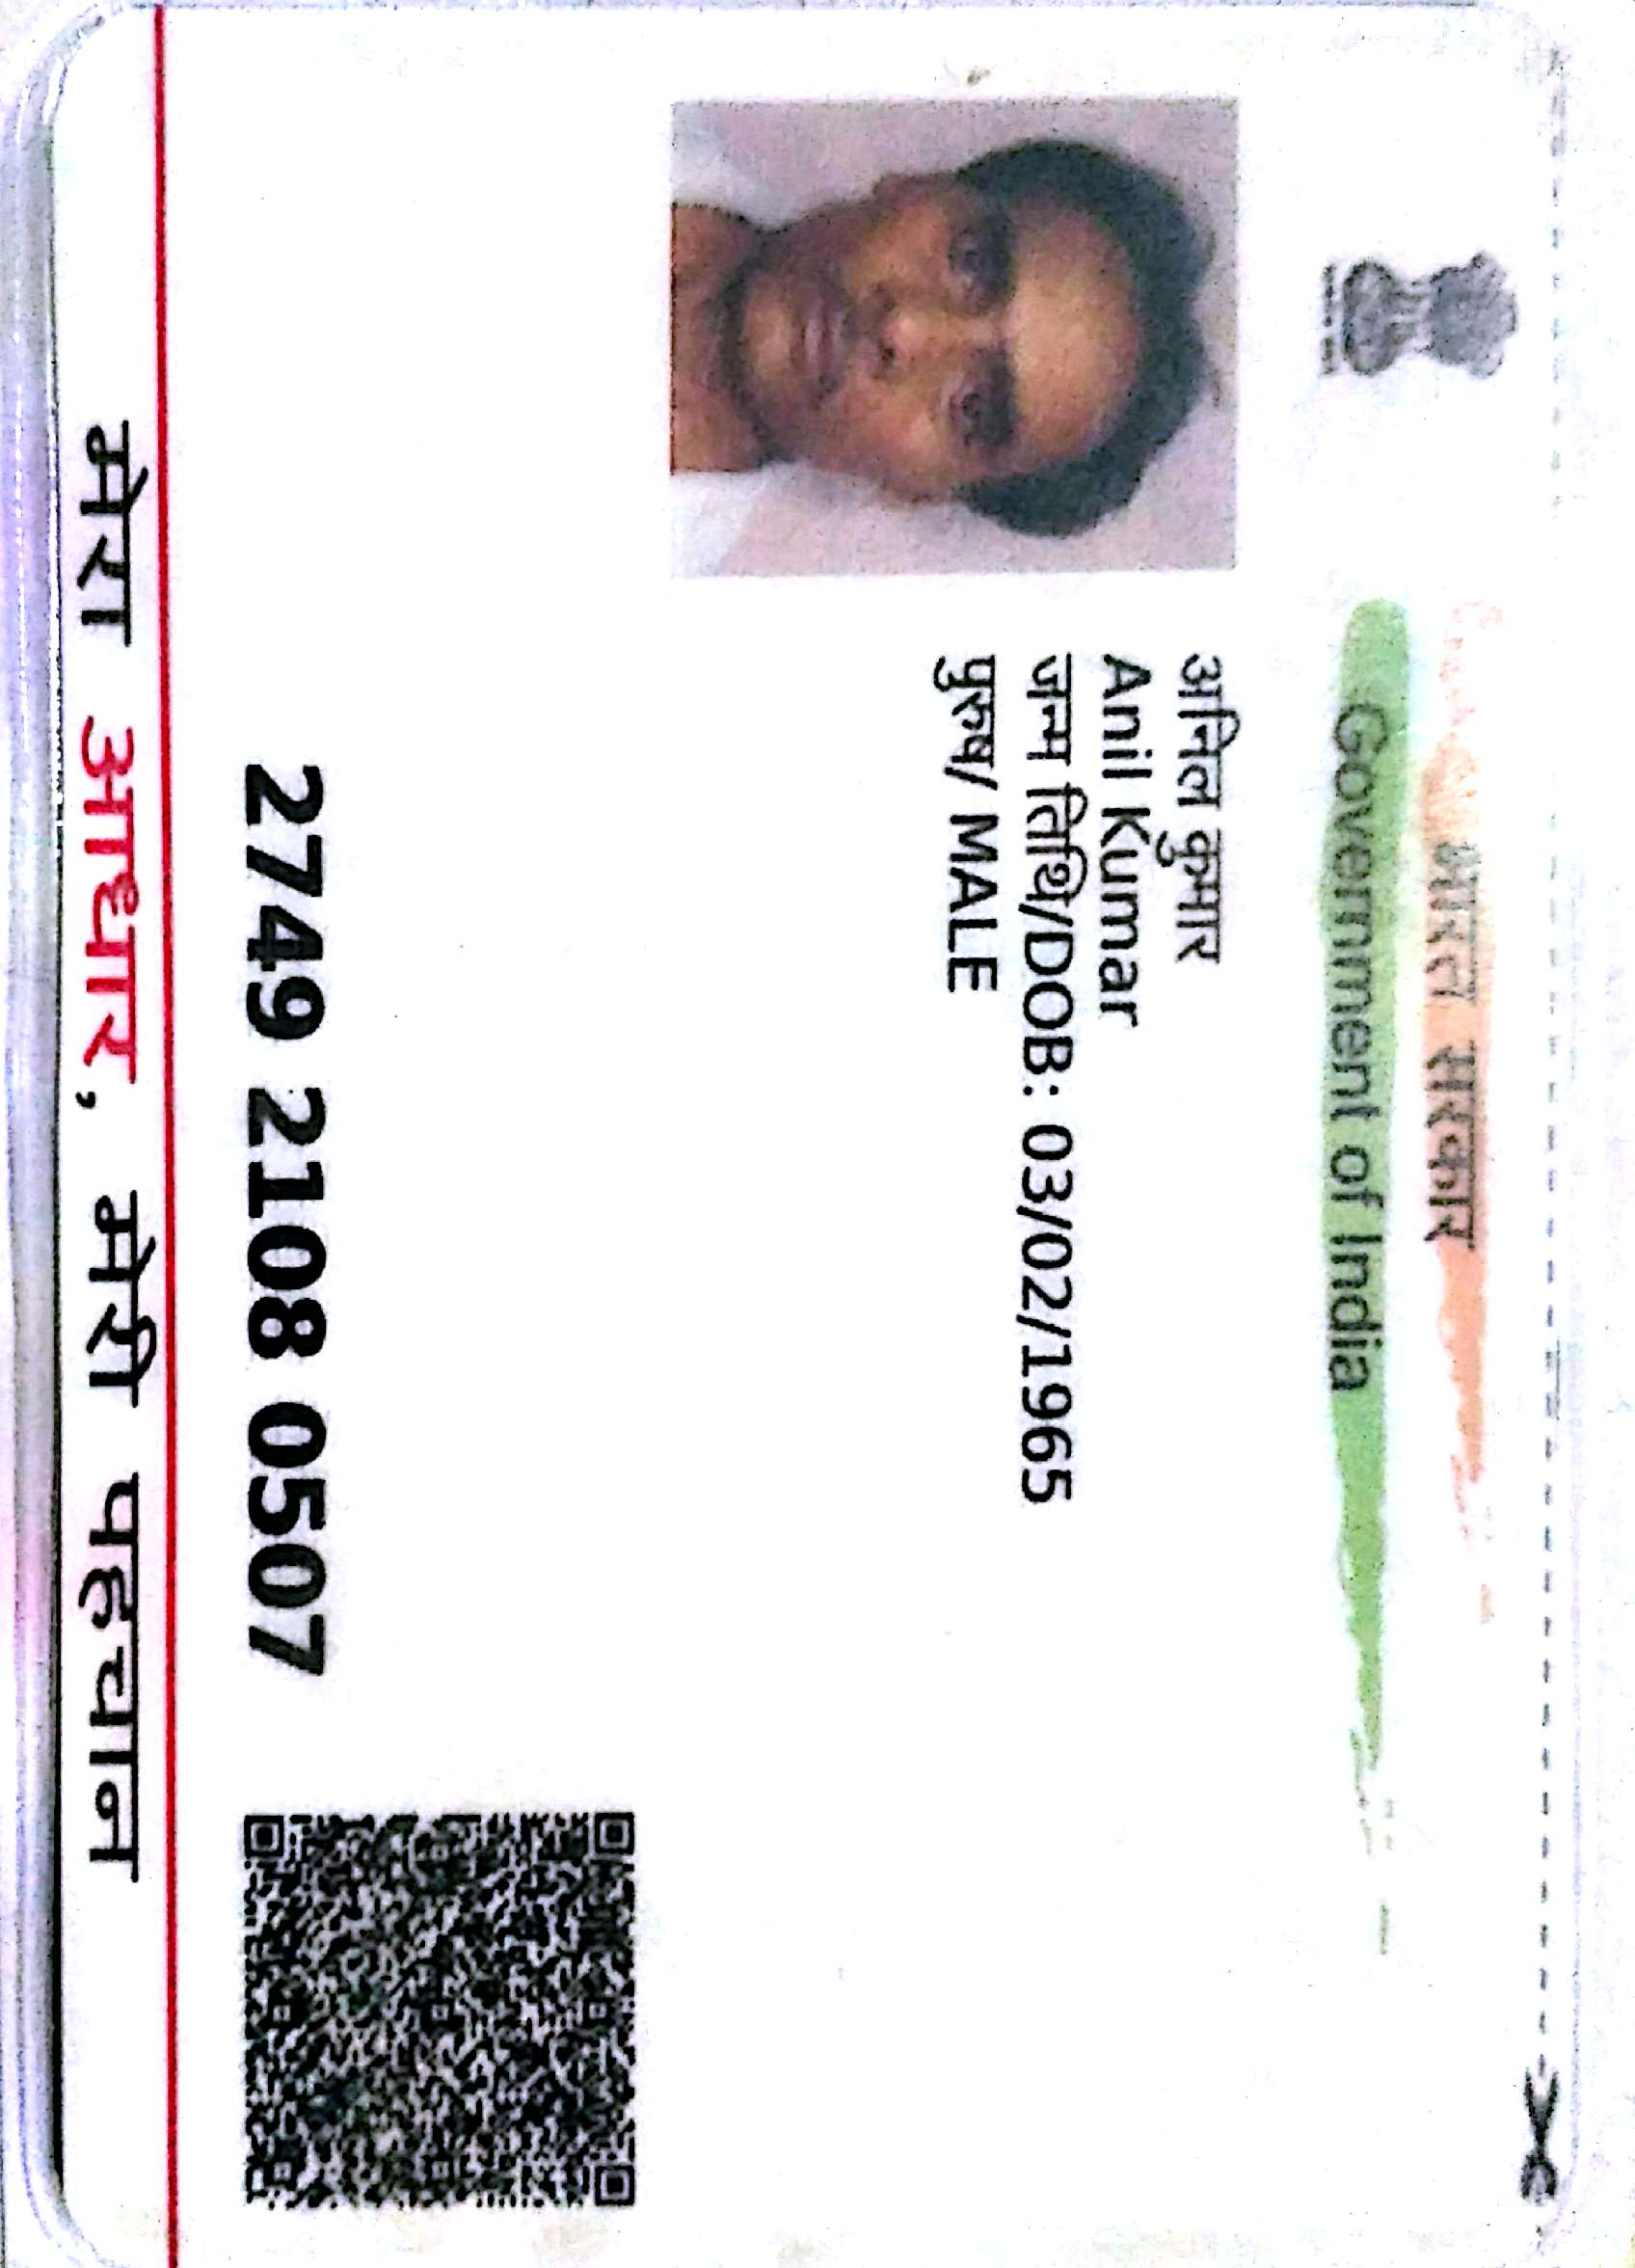 भारत सरकार
Government of India
अनिल कुमार
Anil Kumar
जन्म तिथि/DOB: 03/02/1965
पुरुष/ MALE
2749 2108 0507
मेरा आधार, मेरी पहचान